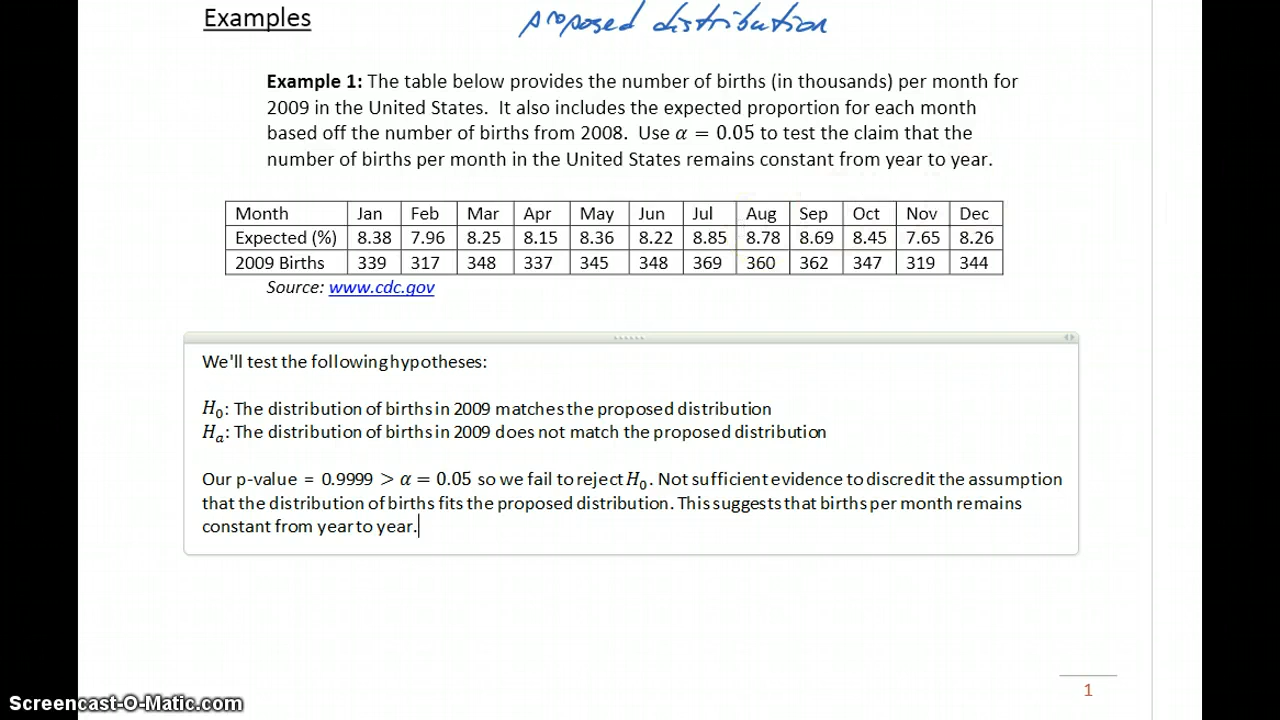 Examples
proposed distribution
Example 1: The table below provides the number of births (in thousands) per month for
2009 in the United States. It also includes the expected proportion for each month
based off the number of births from 2008. Use α = 0.05 to test the claim that the
number of births per month in the United States remains constant from year to year.
Month Jan Feb Mar Apr May Jun Jul Aug Sep Oct Nov Dec
Expected (%) 8.38 7.96 8.25 8.15 8.36 8.22 8.85 8.78 8.69 8.45 7.65 8.26
2009 Births 339 317 348 337 345 348 369 360 362 347 319 344
Source: www.cdc.gov
We'll test the following hypotheses:
H₀: The distribution of births in 2009 matches the proposed distribution
Hₐ: The distribution of births in 2009 does not match the proposed distribution
Our p-value = 0.9999 > α = 0.05 so we fail to reject H₀. Not sufficient evidence to discredit the assumption
that the distribution of births fits the proposed distribution. This suggests that births per month remains
constant from year to year.
1
Screencast-O-Matic.com